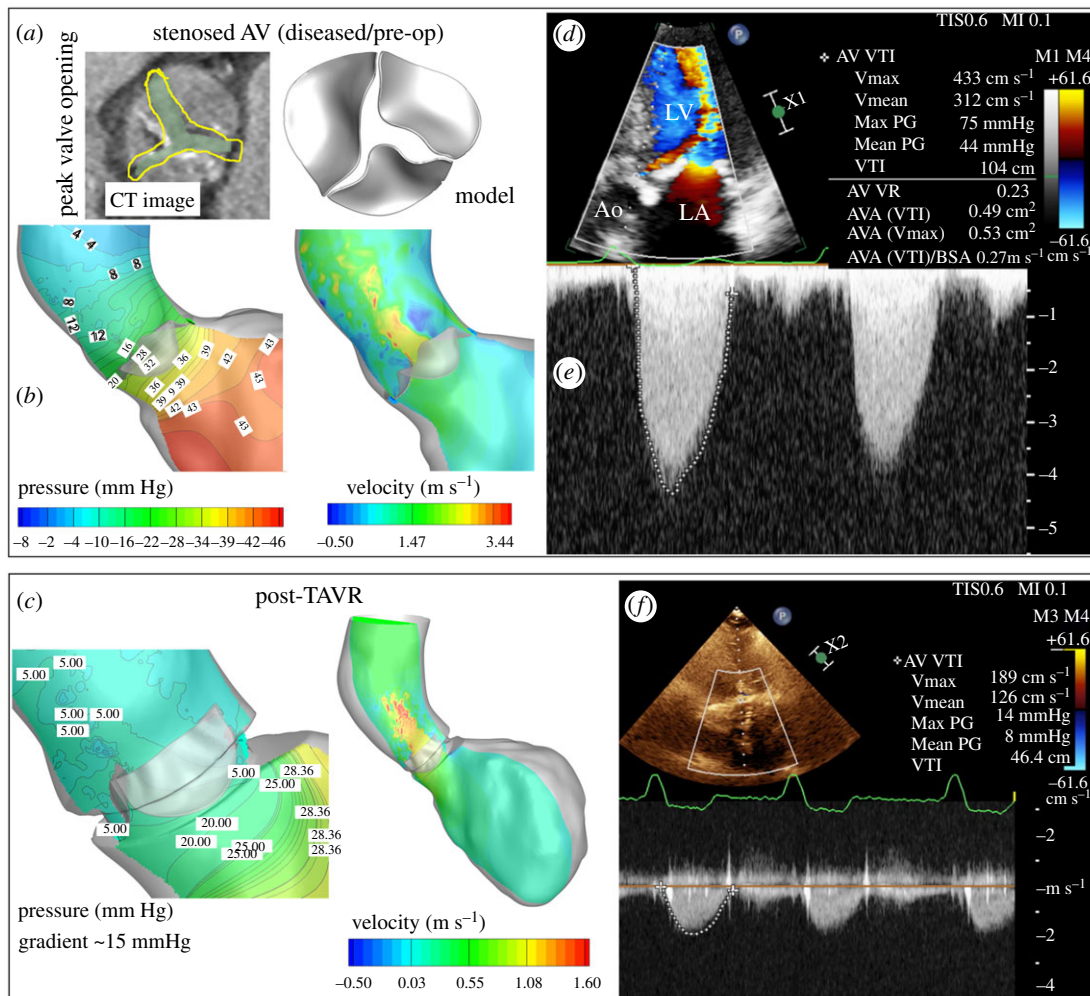 (a)
stenosed AV (diseased/pre-op)
peak valve opening
CT image
model
(b)
4
4
8
8
8
12
12
16
28
32
20
36
39
42
43
36
9
39
39
42
43
43
43
pressure (mm Hg)
–8 –2 –4 –10 –16 –22 –28 –34 –39 –42 –46
velocity (m s–1)
–0.50 1.47 3.44
(d)
TIS0.6 MI 0.1
P
X1
LV
Ao
LA
AV VTI
Vmax 433 cm s–1
Vmean 312 cm s–1
Max PG 75 mmHg
Mean PG 44 mmHg
VTI 104 cm
AV VR 0.23
AVA (VTI) 0.49 cm2
AVA (Vmax) 0.53 cm2
AVA (VTI)/BSA 0.27m s–1
M1 M4
+61.6
–61.6
cm s–1
(e)
–1
–2
–3
–4
–5
(c)
post-TAVR
5.00
5.00
5.00 5.00
5.00
5.00
5.00
28.36
25.00
28.36
20.00
20.00
25.00
25.00
28.36
28.36
pressure (mm Hg)
gradient ~15 mmHg
velocity (m s–1)
–0.50 0.03 0.55 1.08 1.60
(f)
TIS0.6 MI 0.1
P
X2
M3 M4
+61.6
AV VTI
Vmax 189 cm s–1
Vmean 126 cm s–1
Max PG 14 mmHg
Mean PG 8 mmHg
VTI 46.4 cm
–61.6
cm s–1
–2
–m s–1
–2
–4